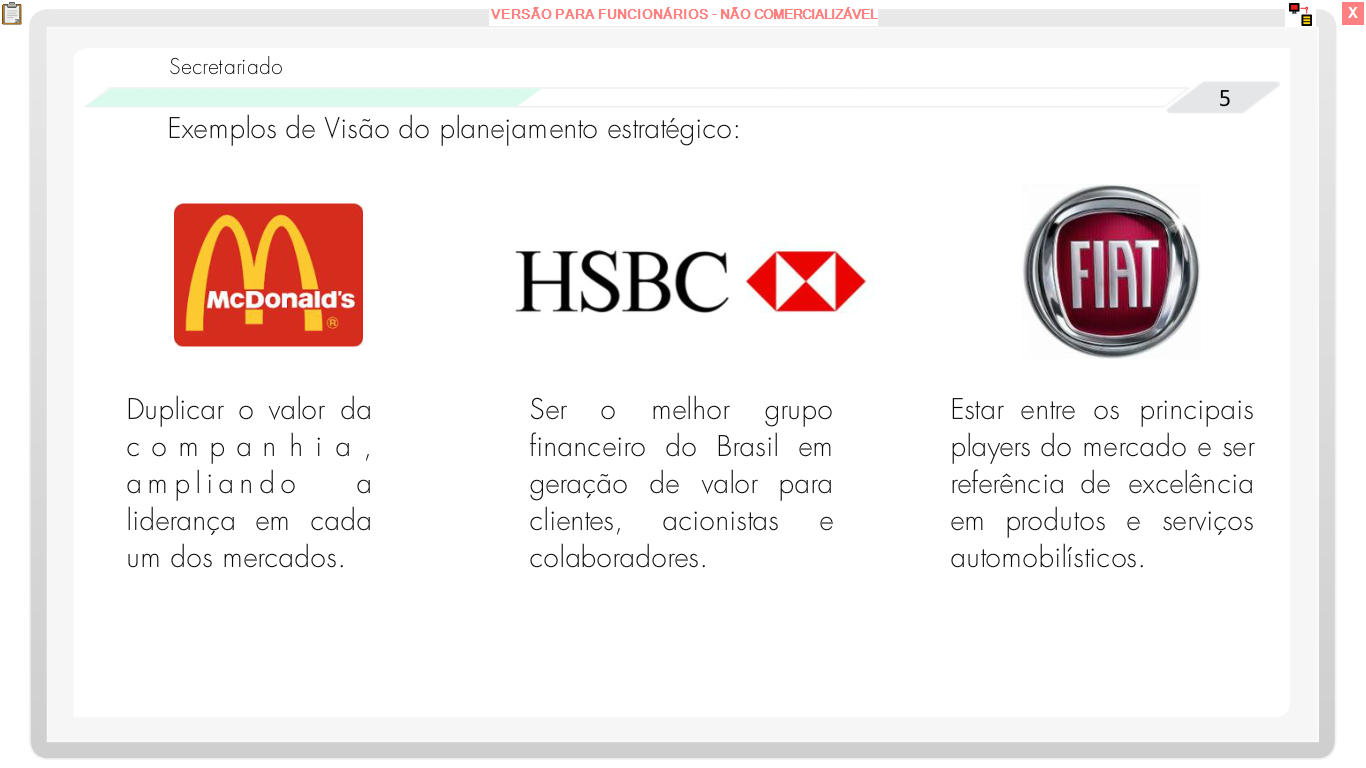 VERSÃO PARA FUNCIONÁRIOS - NÃO COMERCIALIZÁVEL
X
Secretariado
5
Exemplos de Visão do planejamento estratégico:
McDonald's
®
HSBC
FIAT
Duplicar o valor da
companhia,
ampliando a
liderança em cada
um dos mercados.
Ser o melhor grupo
financeiro do Brasil em
geração de valor para
clientes, acionistas e
colaboradores.
Estar entre os principais
players do mercado e ser
referência de excelência
em produtos e serviços
automobilísticos.